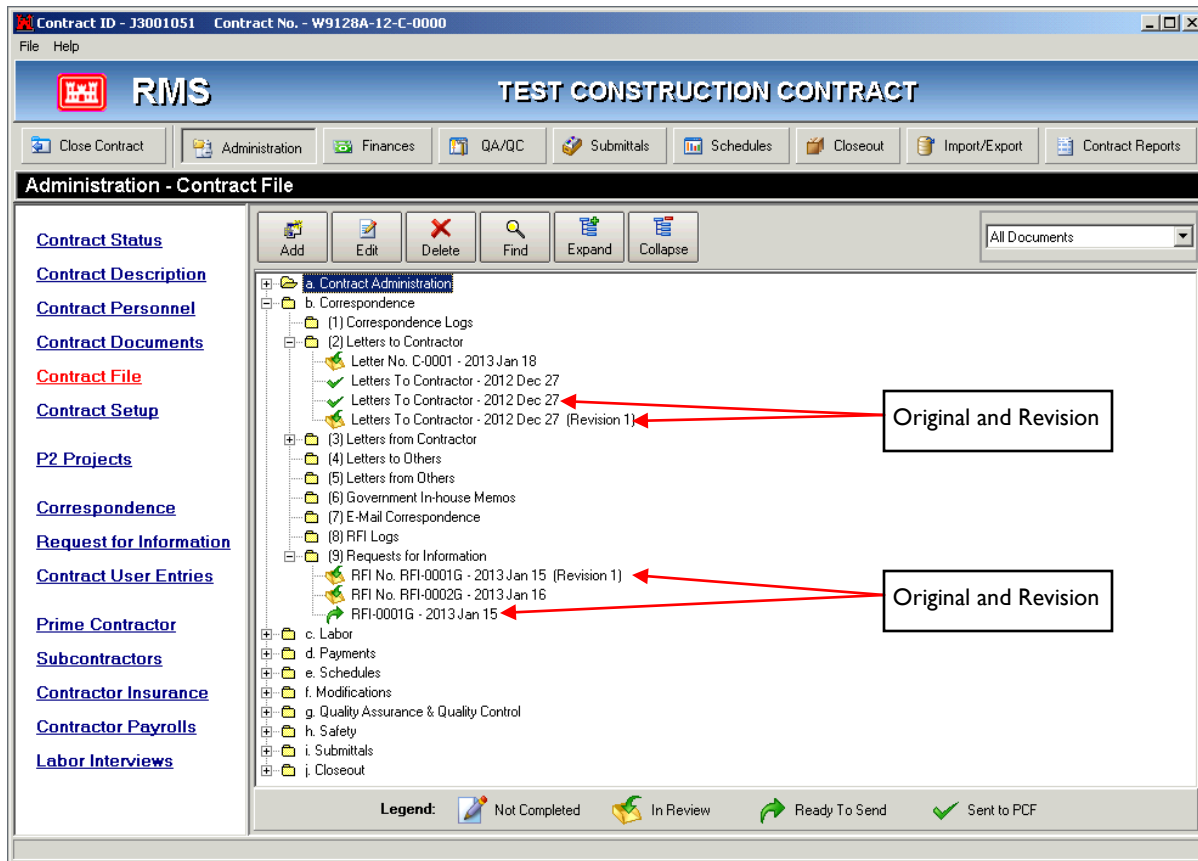 Contract ID - J3001051 Contract No. - W9128A-12-C-0000
File Help
RMS TEST CONSTRUCTION CONTRACT
Close Contract Administration Finances QA/QC Submittals Schedules Closeout Import/Export Contract Reports
Administration - Contract File
Contract Status
Contract Description
Contract Personnel
Contract Documents
Contract File
Contract Setup
P2 Projects
Correspondence
Request for Information
Contract User Entries
Prime Contractor
Subcontractors
Contractor Insurance
Contractor Payrolls
Labor Interviews
Add Edit Delete Find Expand Collapse
All Documents
a. Contract Administration
b. Correspondence
(1) Correspondence Logs
(2) Letters to Contractor
Letter No. C-0001 - 2013 Jan 18
Letters To Contractor - 2012 Dec 27
Letters To Contractor - 2012 Dec 27
Letters To Contractor - 2012 Dec 27 (Revision 1)
Original and Revision
(3) Letters from Contractor
(4) Letters to Others
(5) Letters from Others
(6) Government In-house Memos
(7) E-Mail Correspondence
(8) RFI Logs
(9) Requests for Information
RFI No. RFI-0001G - 2013 Jan 15 (Revision 1)
RFI No. RFI-0002G - 2013 Jan 16
RFI-0001G - 2013 Jan 15
Original and Revision
c. Labor
d. Payments
e. Schedules
f. Modifications
g. Quality Assurance & Quality Control
h. Safety
i. Submittals
j. Closeout
Legend: Not Completed In Review Ready To Send Sent to PCF